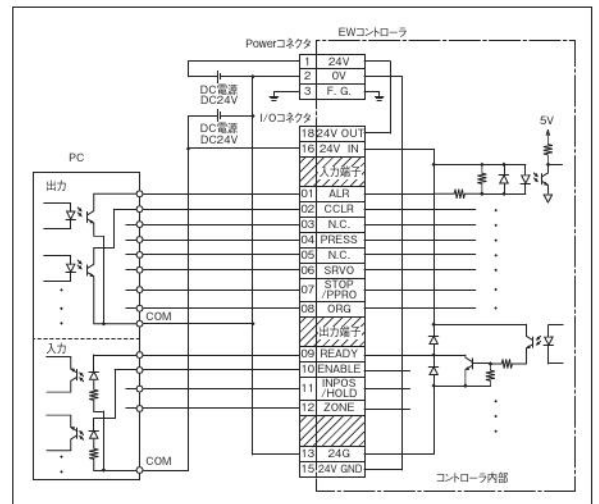 EWコントローラ
Powerコネクタ
1 24V
2 0V
3 F. G.
DC電源
DC24V
DC電源
DC24V
I/Oコネクタ
18 24V OUT
16 24V IN
入力端子
5V
PC
出力
01 ALR
02 CCLR
03 N.C.
04 PRESS
05 N.C.
06 SRVO
07 STOP
/PPRO
08 ORG
COM
出力端子
入力
09 READY
10 ENABLE
11 INPOS
/HOLD
12 ZONE
13 24G
15 24V GND
COM
コントローラ内部